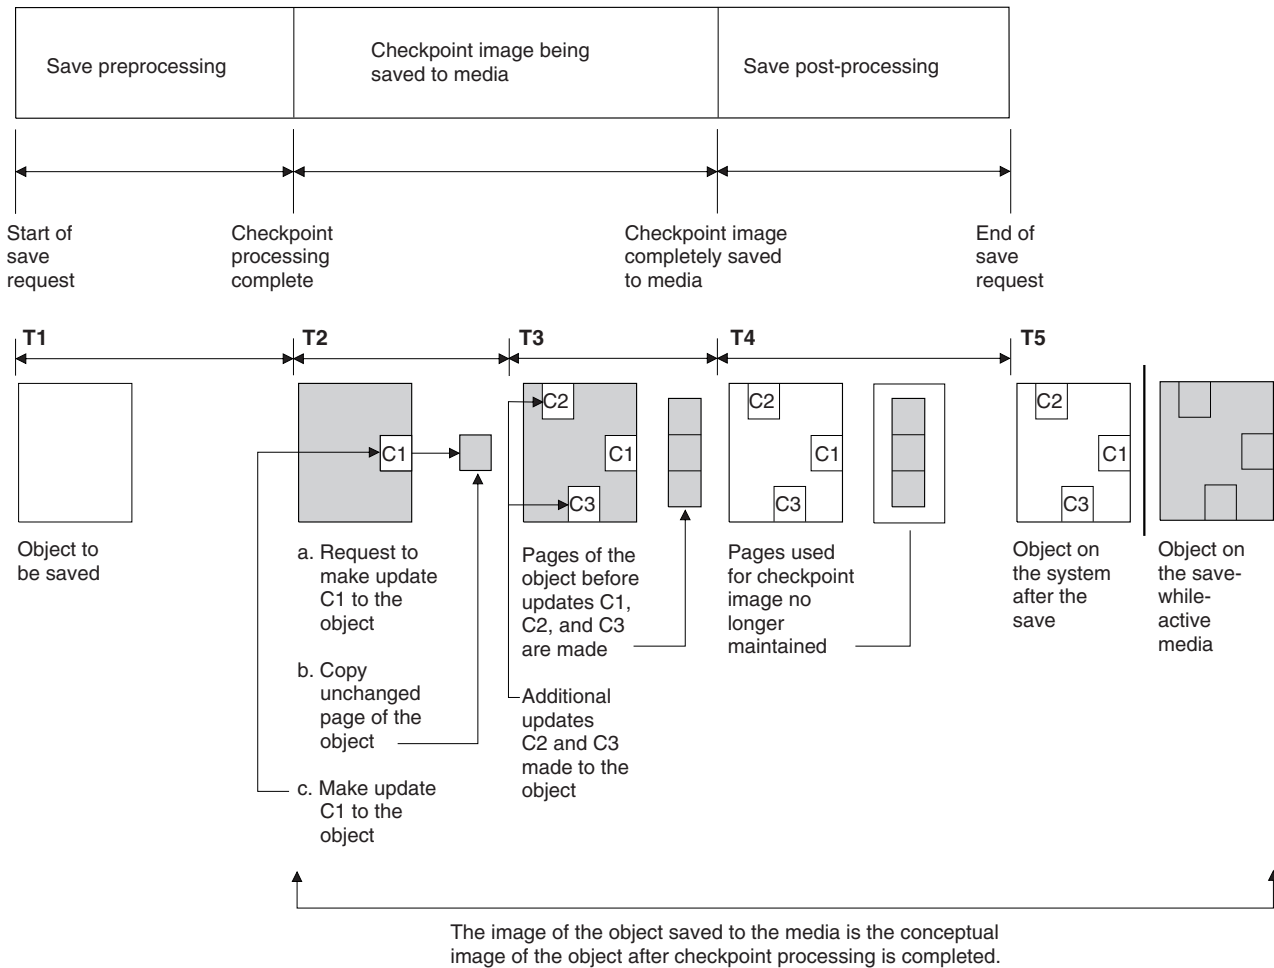 Save preprocessing
Checkpoint image being
saved to media
Save post-processing
Start of
save
request
Checkpoint
processing
complete
Checkpoint image
completely saved
to media
End of
save
request
T1
T2
T3
T4
T5
C1
C2
C1
C3
C2
C1
C3
C2
C1
C3
Object to
be saved
a. Request to
make update
C1 to the
object
b. Copy
unchanged
page of the
object
c. Make update
C1 to the
object
Pages of the
object before
updates C1,
C2, and C3
are made
Additional
updates
C2 and C3
made to the
object
Pages used
for checkpoint
image no
longer
maintained
Object on
the system
after the
save
Object on
the save-
while-
active
media
The image of the object saved to the media is the conceptual
image of the object after checkpoint processing is completed.